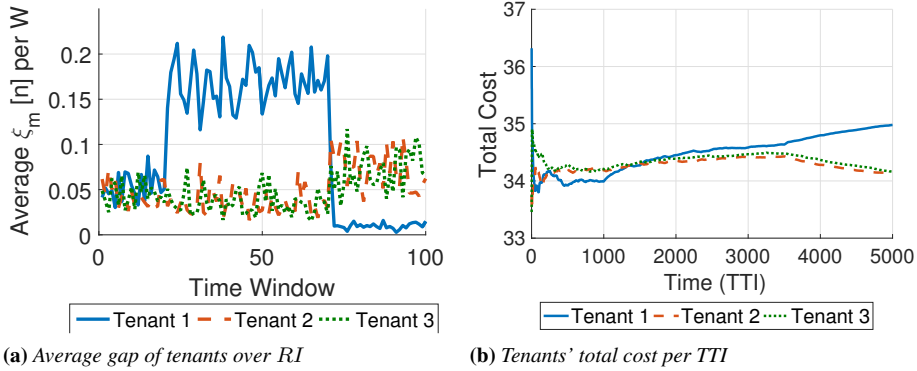 Average ξm [n] per W
0.2
0.15
0.1
0.05
0
0
50
100
Time Window
Tenant 1
Tenant 2
Tenant 3
(a) Average gap of tenants over RI
Total Cost
37
36
35
34
33
0
1000
2000
3000
4000
5000
Time (TTI)
Tenant 1
Tenant 2
Tenant 3
(b) Tenants' total cost per TTI